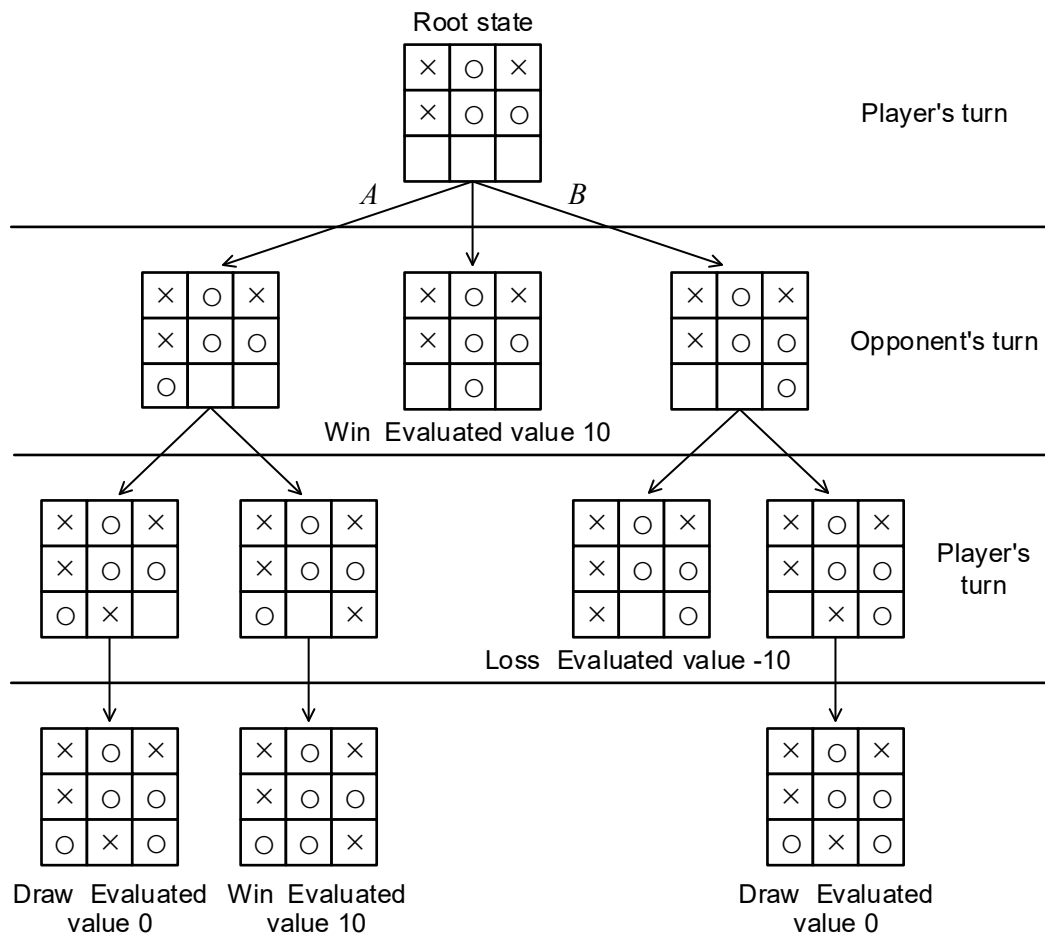 Root state
× ○ ×
× ○ ○
Player's turn
A
B
× ○ ×
× ○ ○
○
× ○ ×
× ○ ○
○
× ○ ×
× ○ ○
○
Opponent's turn
Win Evaluated value 10
× ○ ×
× ○ ○
○ ×
× ○ ×
× ○ ○
○ ×
× ○ ×
× ○ ○
× ○
× ○ ×
× ○ ○
× ○
Player's
turn
Loss Evaluated value -10
× ○ ×
× ○ ○
○ × ○
× ○ ×
× ○ ○
○ ○ ×
× ○ ×
× ○ ○
○ × ○
Draw Evaluated
value 0
Win Evaluated
value 10
Draw Evaluated
value 0